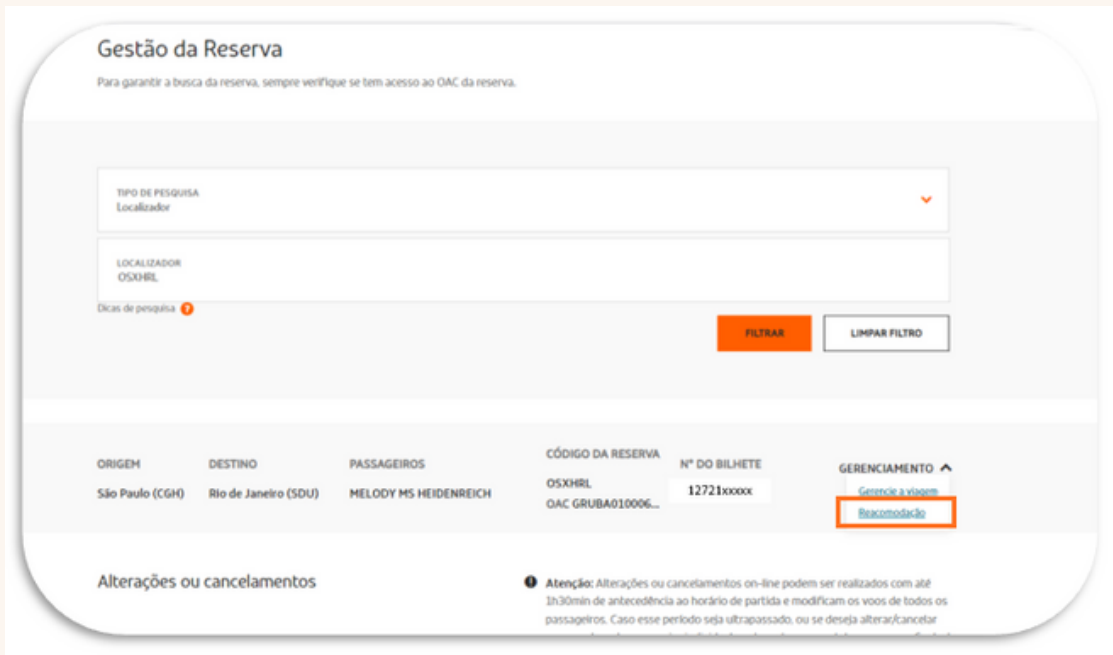 Gestão da Reserva
Para garantir a busca da reserva, sempre verifique se tem acesso ao OAC da reserva.
TIPO DE PESQUISA
Localizador
LOCALIZADOR
OSXHRL
Dicas de pesquisa ?
FILTRAR
LIMPAR FILTRO
ORIGEM DESTINO PASSAGEIROS CÓDIGO DA RESERVA Nº DO BILHETE GERENCIAMENTO
São Paulo (CGH) Rio de Janeiro (SDU) MELODY MS HEIDENREICH OSXHRL 12721xxxxx Gerencie a viagem
OAC GRUBA010006... Reacomodação
Alterações ou cancelamentos
Atenção: Alterações ou cancelamentos on-line podem ser realizados com até
1h30min de antecedência ao horário de partida e modificam os voos de todos os
passageiros. Caso esse período seja ultrapassado, ou se deseja alterar/cancelar